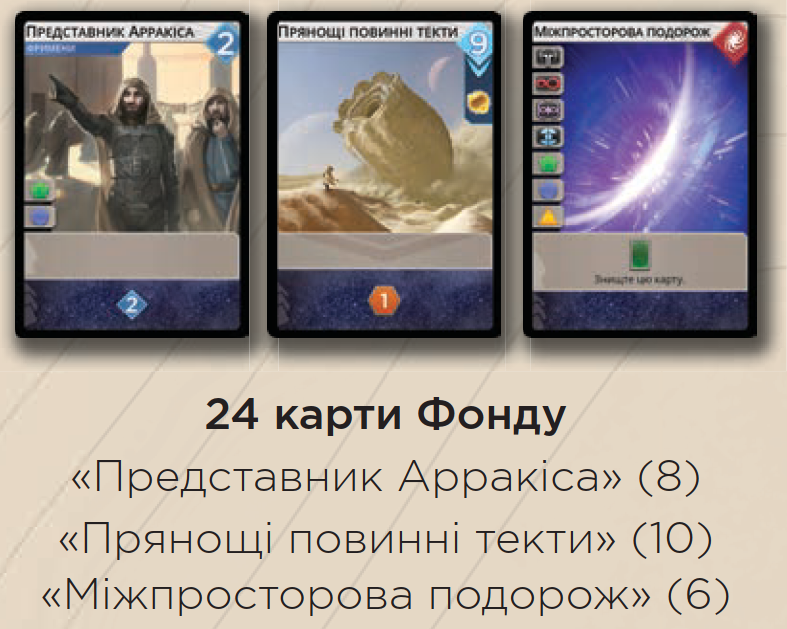 Представник Арракіса
2
Фримени
2
Прянощі повинні текти
9
1
Міжпросторова подорож
Знищте цю карту.
24 карти Фонду
«Представник Арракіса» (8)
«Прянощі повинні текти» (10)
«Міжпросторова подорож» (6)